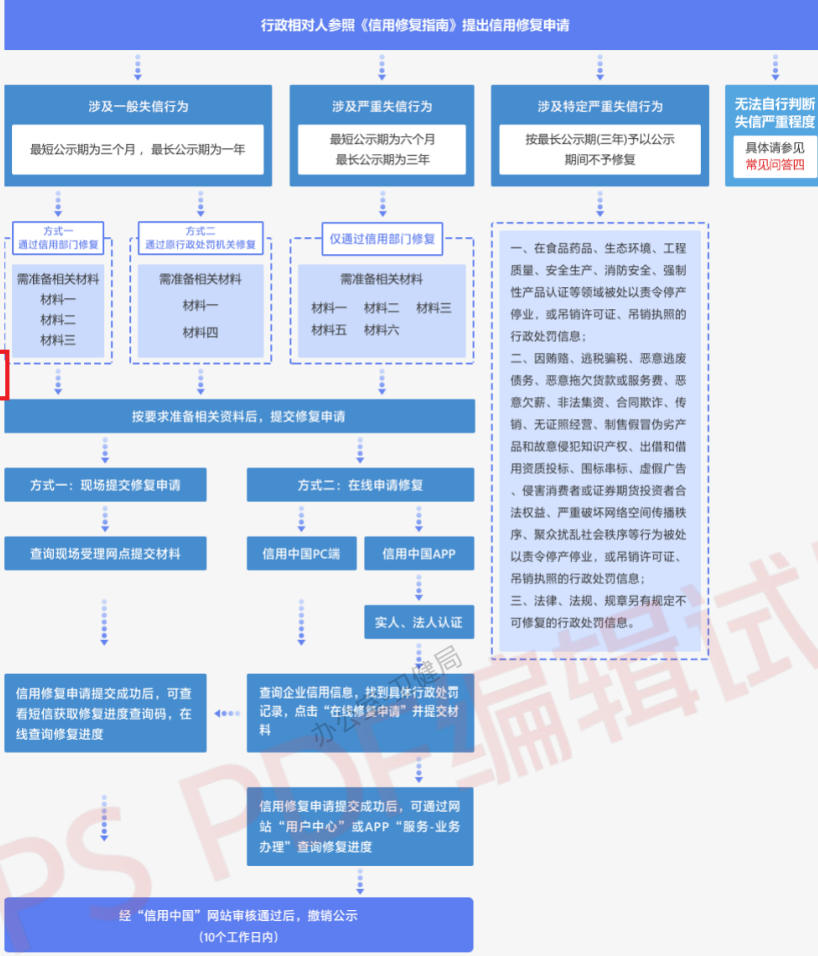 行政相对人参照《信用修复指南》提出信用修复申请
涉及一般失信行为
最短公示期为三个月，最长公示期为一年
涉及严重失信行为
最短公示期为六个月
最长公示期为三年
涉及特定严重失信行为
按最长公示期(三年)予以公示
期间不予修复
无法自行判断
失信严重程度
具体请参见
常见问答四
方式一
通过信用部门修复
需准备相关材料
材料一
材料二
材料三
方式二
通过原行政处罚机关修复
需准备相关材料
材料一
材料四
仅通过信用部门修复
需准备相关材料
材料一 材料二 材料三
材料五 材料六
一、在食品药品、生态环境、工程
质量、安全生产、消防安全、强制
性产品认证等领域被处以责令停产
停业，或吊销许可证、吊销执照的
行政处罚信息；
二、因贿赂、逃税骗税、恶意逃废
债务、恶意拖欠货款或服务费、恶
意欠薪、非法集资、合同欺诈、传
销、无证照经营、制售假冒伪劣产
品和故意侵犯知识产权、出借和借
用资质投标、围标串标、虚假广告
、侵害消费者或证券期货投资者合
法权益、严重破坏网络空间传播秩
序、聚众扰乱社会秩序等行为被处
以责令停产停业，或吊销许可证、
吊销执照的行政处罚信息；
三、法律、法规、规章另有规定不
可修复的行政处罚信息。
按要求准备相关资料后，提交修复申请
方式一：现场提交修复申请
方式二：在线申请修复
查询现场受理网点提交材料
信用中国PC端
信用中国APP
实人、法人认证
信用修复申请提交成功后，可查
看短信获取修复进度查询码，在
线查询修复进度
查询企业信用信息，找到具体行政处罚
记录，点击“在线修复申请”并提交材
料
信用修复申请提交成功后，可通过网
站“用户中心”或APP“服务-业务
办理”查询修复进度
经“信用中国”网站审核通过后，撤销公示
（10个工作日内）
PS PDF编辑试